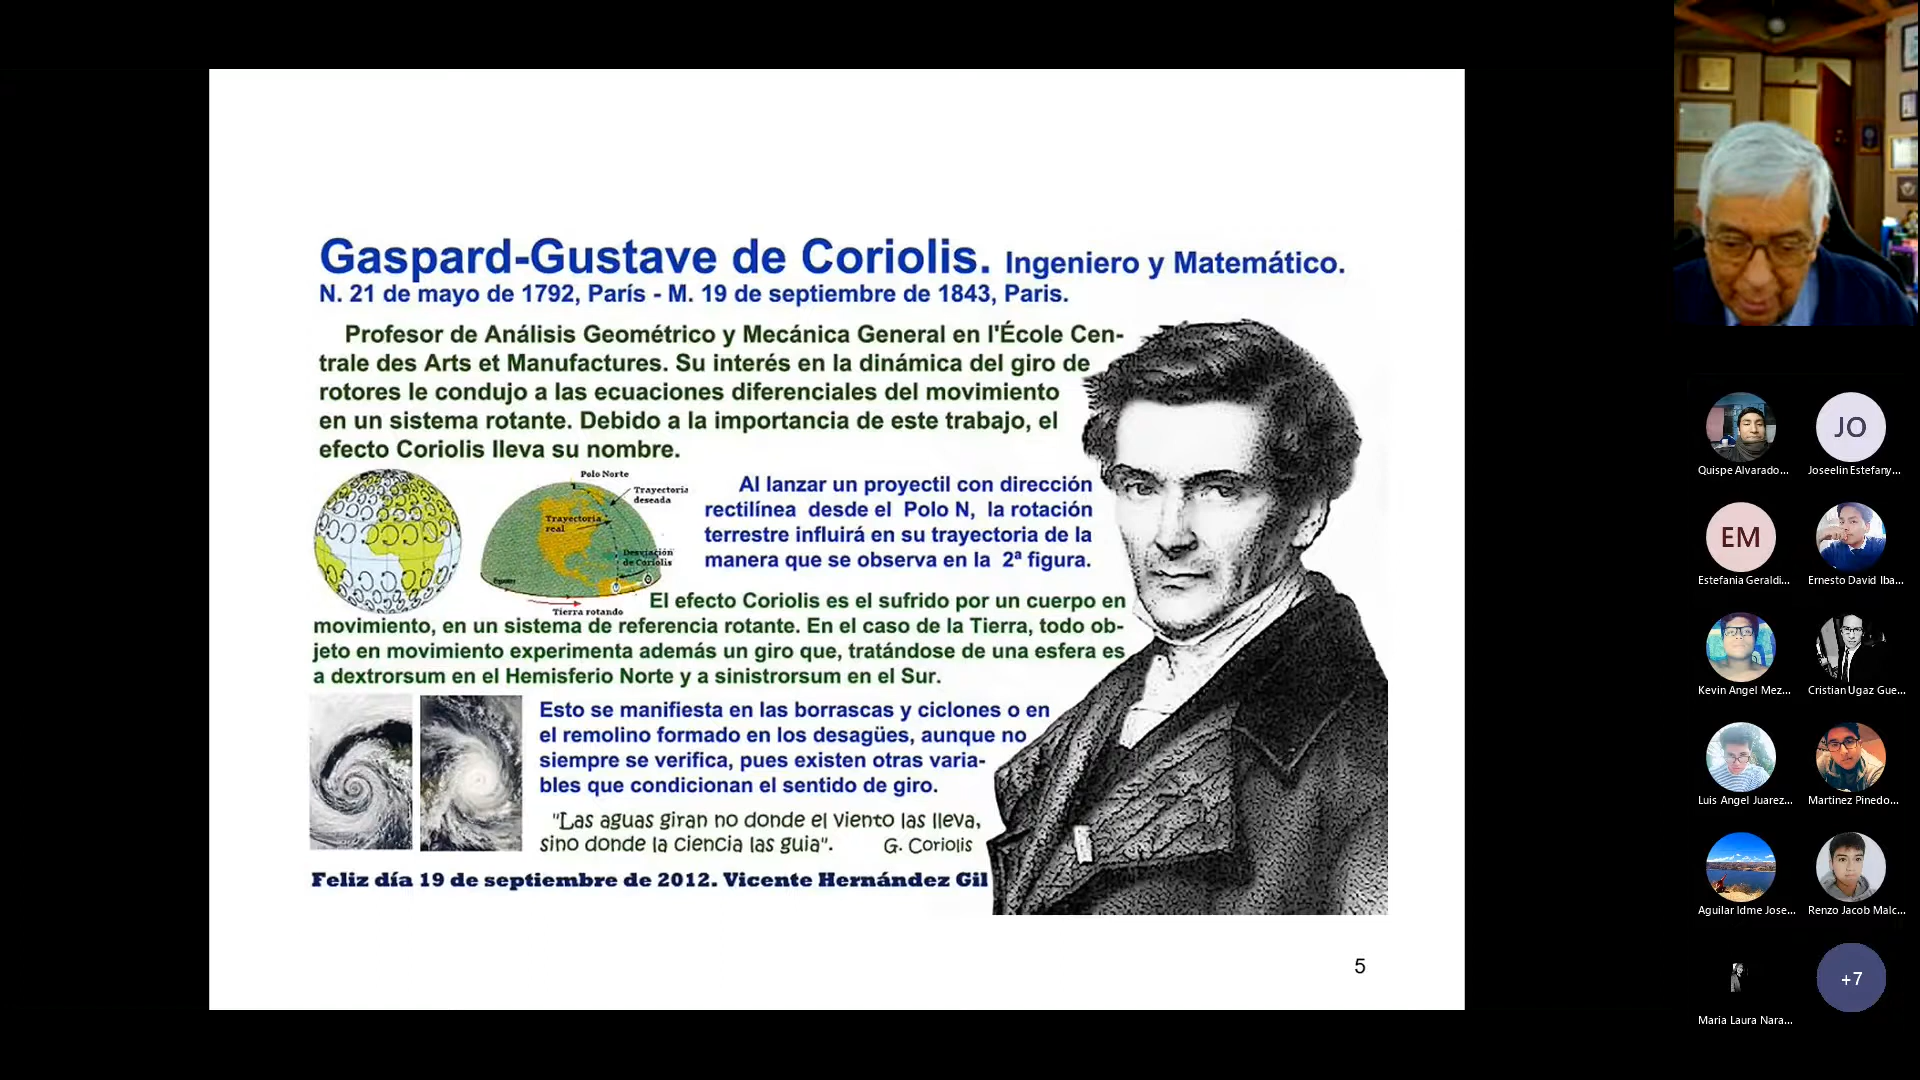 Gaspard-Gustave de Coriolis. Ingeniero y Matemático.
N. 21 de mayo de 1792, París - M. 19 de septiembre de 1843, Paris.
Profesor de Análisis Geométrico y Mecánica General en l'École Cen-
trale des Arts et Manufactures. Su interés en la dinámica del giro de
rotores le condujo a las ecuaciones diferenciales del movimiento
en un sistema rotante. Debido a la importancia de este trabajo, el
efecto Coriolis lleva su nombre.
Polo Norte
Trayectoria
deseada
Trayectoria
real
Desviación
de Coriolis
Tierra rotando
Al lanzar un proyectil con dirección
rectilínea desde el Polo N, la rotación
terrestre influirá en su trayectoria de la
manera que se observa en la 2ª figura.
El efecto Coriolis es el sufrido por un cuerpo en
movimiento, en un sistema de referencia rotante. En el caso de la Tierra, todo ob-
jeto en movimiento experimenta además un giro que, tratándose de una esfera es
a dextrorsum en el Hemisferio Norte y a sinistrorsum en el Sur.
Esto se manifiesta en las borrascas y ciclones o en
el remolino formado en los desagües, aunque no
siempre se verifica, pues existen otras varia-
bles que condicionan el sentido de giro.
"Las aguas giran no donde el viento las lleva,
sino donde la ciencia las guia". G. Coriolis
Feliz día 19 de septiembre de 2012. Vicente Hernández Gil
5
Quispe Alvarado...
JO
Joseelin Estefany...
EM
Estefania Geraldi...
Ernesto David Iba...
Kevin Angel Mez...
Cristian Ugaz Gue...
Luis Angel Juarez...
Martinez Pinedo...
Aguilar Idme Jose...
Renzo Jacob Malc...
Maria Laura Nara...
+7